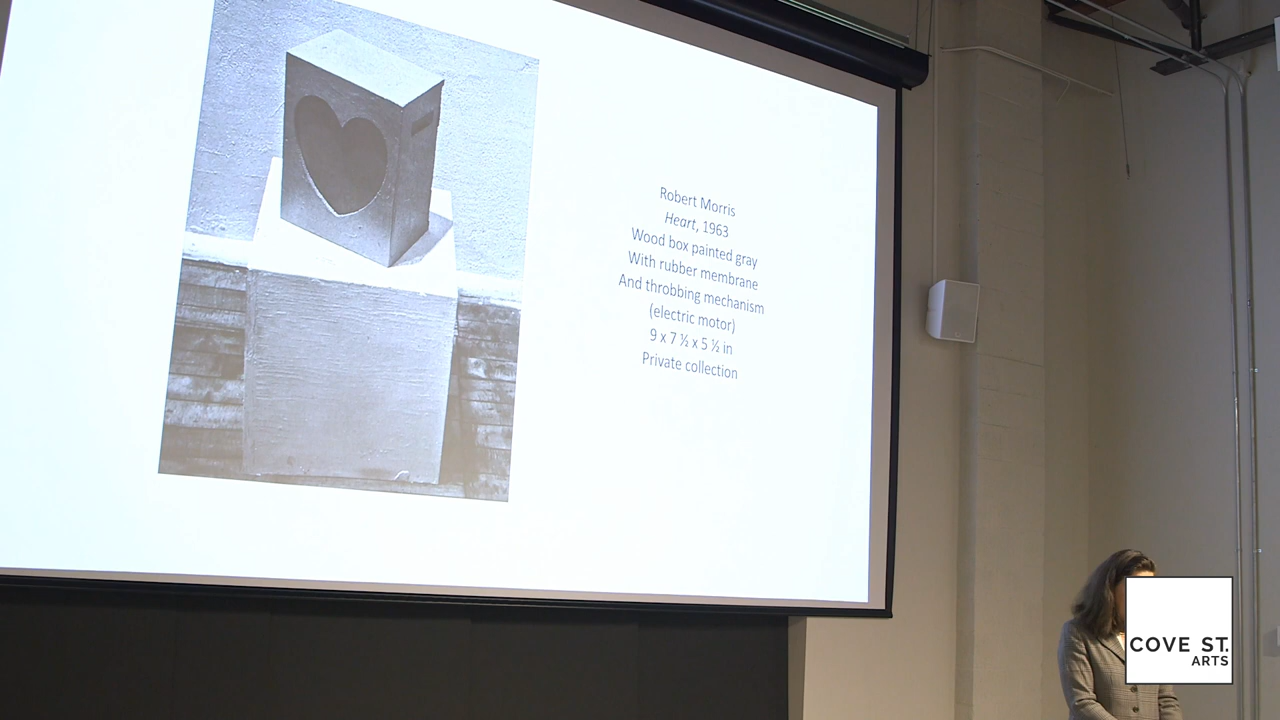 Robert Morris
Heart, 1963
Wood box painted gray
With rubber membrane
And throbbing mechanism
(electric motor)
9 x 7 ½ x 5 ½ in
Private collection
COVE ST.
ARTS